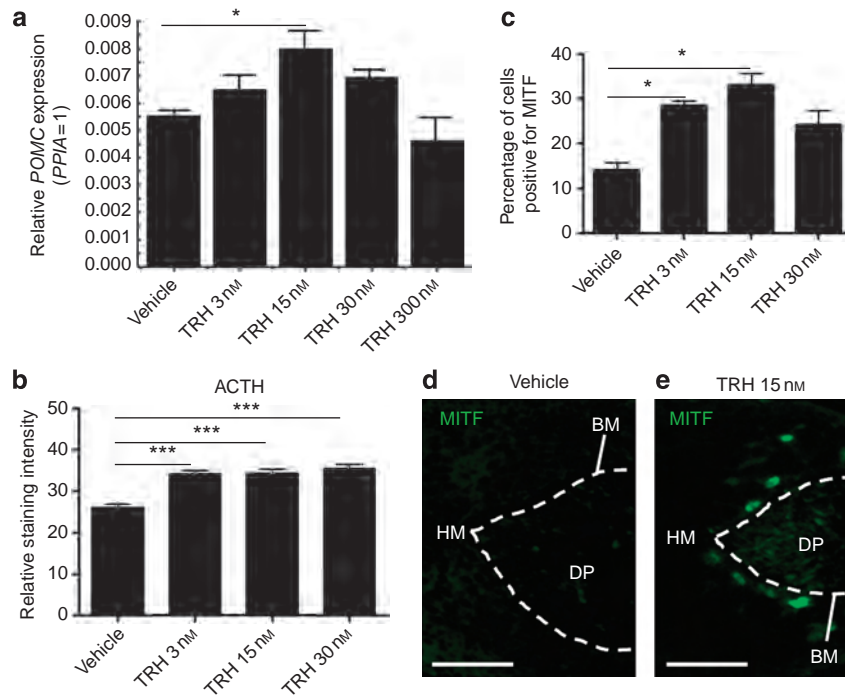 a
Relative POMC expression
(PPIA=1)
0.009
0.008
0.007
0.006
0.005
0.004
0.003
0.002
0.001
0.000
*
Vehicle
TRH 3 nM
TRH 15 nM
TRH 30 nM
TRH 300 nM
c
Percentage of cells
positive for MITF
40
30
20
10
0
*
*
Vehicle
TRH 3 nM
TRH 15 nM
TRH 30 nM
b
ACTH
Relative staining intensity
50
40
30
20
10
0
***
***
***
Vehicle
TRH 3 nM
TRH 15 nM
TRH 30 nM
d
Vehicle
MITF
BM
HM
DP
e
TRH 15 nM
MITF
HM
DP
BM